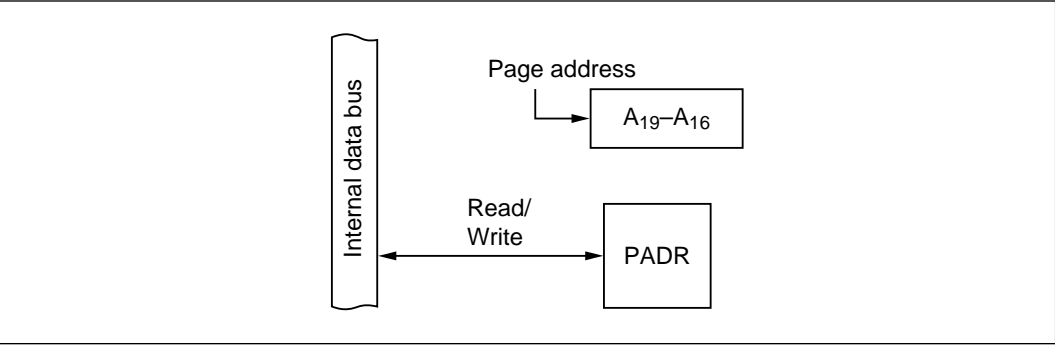 Page address
A19–A16
Internal data bus
Read/
Write
PADR